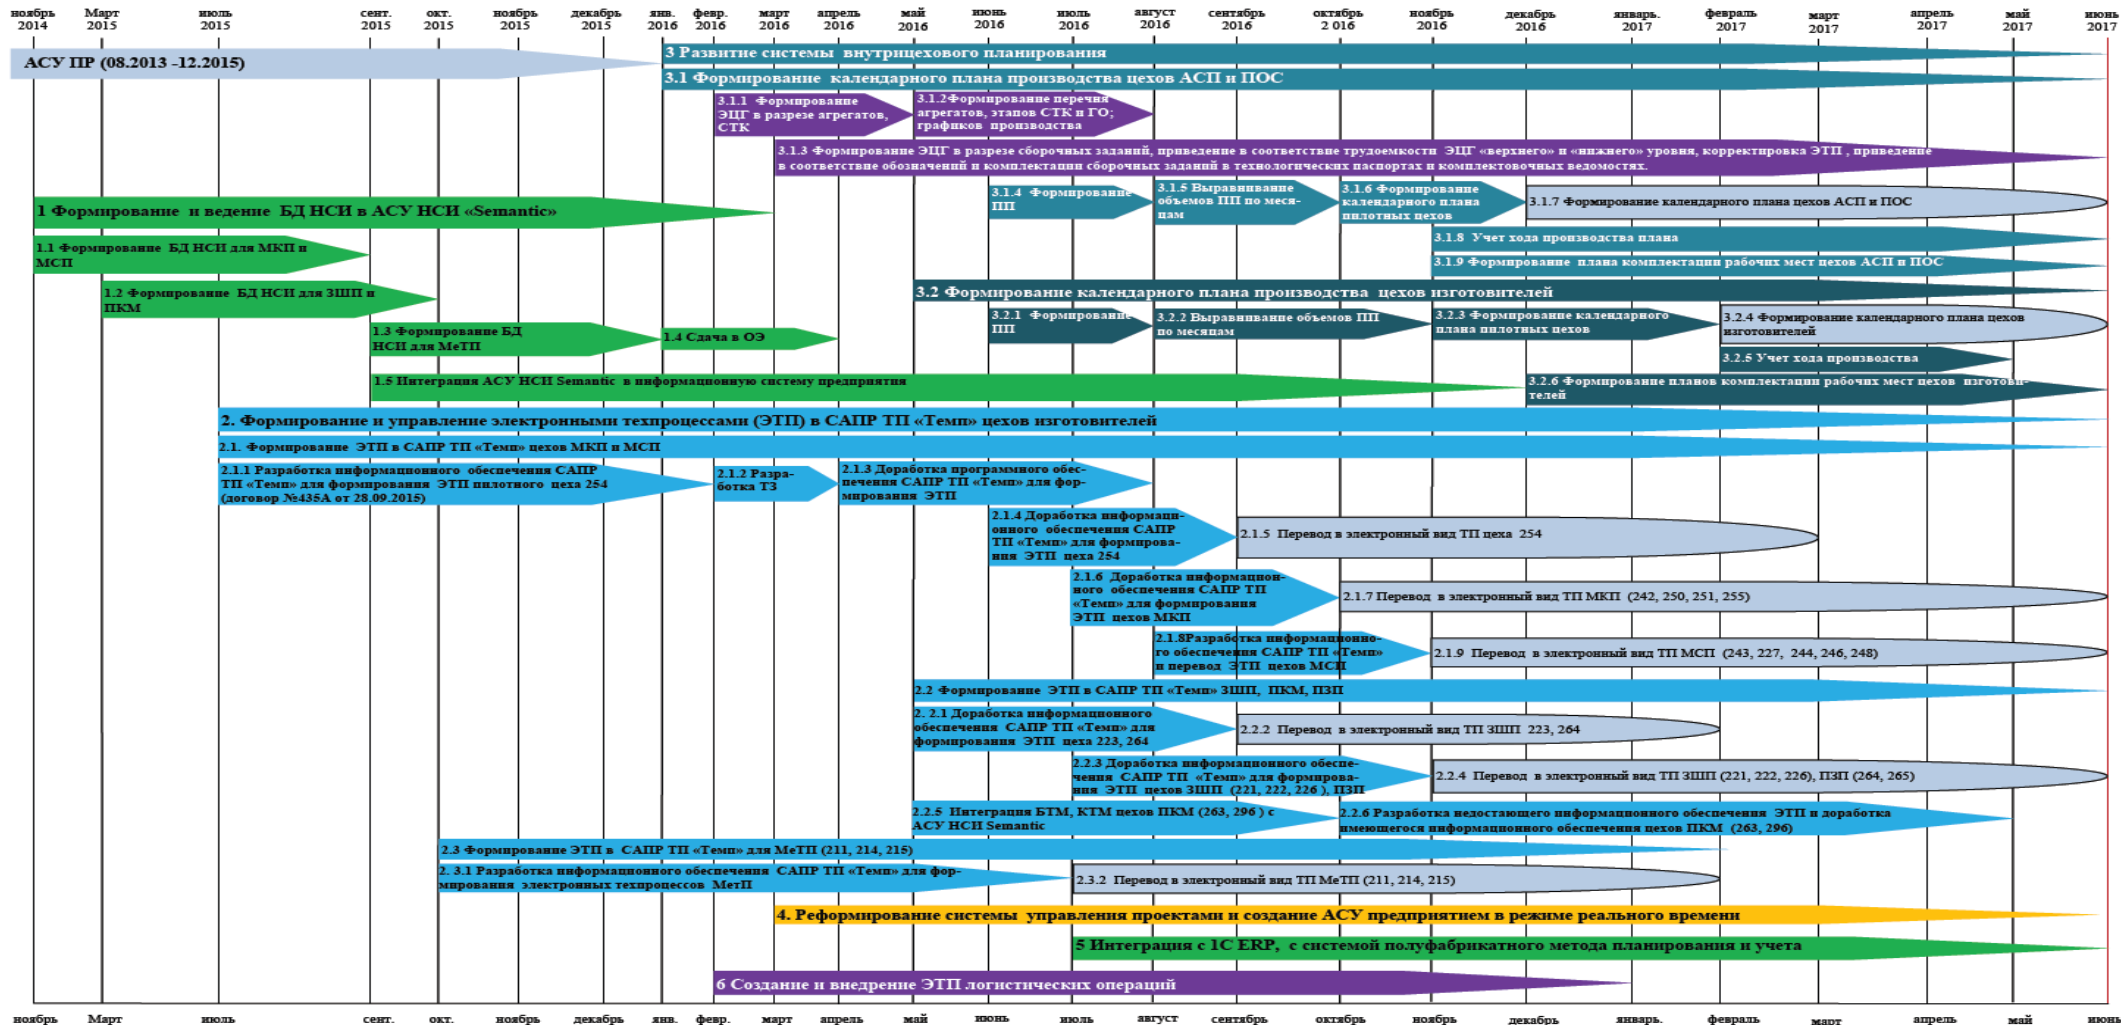 ноябрь 2014
Март 2015
июль 2015
сент. 2015
окт. 2015
ноябрь 2015
декабрь 2015
янв. 2016
февр. 2016
март 2016
апрель 2016
май 2016
июнь 2016
июль 2016
август 2016
сентябрь 2016
октябрь 2 016
ноябрь 2016
декабрь 2016
январь. 2017
февраль 2017
март 2017
апрель 2017
май 2017
июнь 2017
АСУ ПР (08.2013 -12.2015)
3 Развитие системы внутрицехового планирования
3.1 Формирование календарного плана производства цехов АСП и ПОС
3.1.1 Формирование
ЭЦГ в разрезе агрегатов,
СТК
3.1.2Формирование перечня
агрегатов, этапов СТК и ГО;
графиков производства
3.1.3 Формирование ЭЦГ в разрезе сборочных заданий, приведение в соответствие трудоемкости ЭЦГ «верхнего» и «нижнего» уровня, корректировка ЭТП , приведение
в соответствие обозначений и комплектации сборочных заданий в технологических паспортах и комплектовочных ведомостях.
3.1.4 Формирование
ПП
3.1.5 Выравнивание
объемов ПП по меся-
цам
3.1.6 Формирование
календарного плана
пилотных цехов
3.1.7 Формирование календарного плана цехов АСП и ПОС
1 Формирование и ведение БД НСИ в АСУ НСИ «Semantic»
3.1.8 Учет хода производства плана
1.1 Формирование БД НСИ для МКП и
МСП
3.1.9 Формирование плана комплектации рабочих мест цехов АСП и ПОС
1.2 Формирование БД НСИ для ЗШП и
ПКМ
3.2 Формирование календарного плана производства цехов изготовителей
1.3 Формирование БД
НСИ для МеТП
1.4 Сдача в ОЭ
3.2.1 Формирование
ПП
3.2.2 Выравнивание объемов ПП
по месяцам
3.2.3 Формирование календарного
плана пилотных цехов
3.2.4 Формирование календарного плана цехов
изготовителей
3.2.5 Учет хода производства
1.5 Интеграция АСУ НСИ Semantic в информационную систему предприятия
3.2.6 Формирование планов комплектации рабочих мест цехов изготови-
телей
2. Формирование и управление электронными техпроцессами (ЭТП) в САПР ТП «Темп» цехов изготовителей
2.1. Формирование ЭТП в САПР ТП «Темп» цехов МКП и МСП
2.1.1 Разработка информационного обеспечения САПР
ТП «Темп» для формирования ЭТП пилотного цеха 254
(договор №435А от 28.09.2015)
2.1.2 Разра-
ботка ТЗ
2.1.3 Доработка программного обес-
печения САПР ТП «Темп» для фор-
мирования ЭТП
2.1.4 Доработка информаци-
онного обеспечения САПР
ТП «Темп» для формирова-
ния ЭТП цеха 254
2.1.5 Перевод в электронный вид ТП цеха 254
2.1.6 Доработка информацион-
ного обеспечения САПР ТП
«Темп» для формирования
ЭТП цехов МКП
2.1.7 Перевод в электронный вид ТП МКП (242, 250, 251, 255)
2.1.8Разработка информационно-
го обеспечения САПР ТП «Темп»
и перевод ЭТП цехов МСП
2.1.9 Перевод в электронный вид ТП МСП (243, 227, 244, 246, 248)
2.2 Формирование ЭТП в САПР ТП «Темп» ЗШП, ПКМ, ПЗП
2. 2.1 Доработка информационного
обеспечения САПР ТП «Темп» для
формирования ЭТП цеха 223, 264
2.2.2 Перевод в электронный вид ТП ЗШП 223, 264
2.2.3 Доработка информационного обеспе-
чения САПР ТП «Темп» для формирова-
ния ЭТП цехов ЗШП (221, 222, 226 ), ПЗП
2.2.4 Перевод в электронный вид ТП ЗШП (221, 222, 226), ПЗП (264, 265)
2.2.5 Интеграция БТМ, КТМ цехов ПКМ (263, 296 ) с
АСУ НСИ Semantic
2.2.6 Разработка недостающего информационного обеспечения ЭТП и доработка
имеющегося информационного обеспечения цехов ПКМ (263, 296)
2.3 Формирование ЭТП в САПР ТП «Темп» для МеТП (211, 214, 215)
2. 3.1 Разработка информационного обеспечения САПР ТП «Темп» для фор-
мирования электронных техпроцессов МетП
2.3.2 Перевод в электронный вид ТП МеТП (211, 214, 215)
4. Реформирование системы управления проектами и создание АСУ предприятием в режиме реального времени
5 Интеграция с 1С ERP, с системой полуфабрикатного метода планирования и учета
6 Создание и внедрение ЭТП логистических операций
ноябрь Март июль сент. окт. ноябрь декабрь янв. февр. март апрель май июнь июль август сентябрь октябрь ноябрь декабрь январь. февраль март апрель май июнь